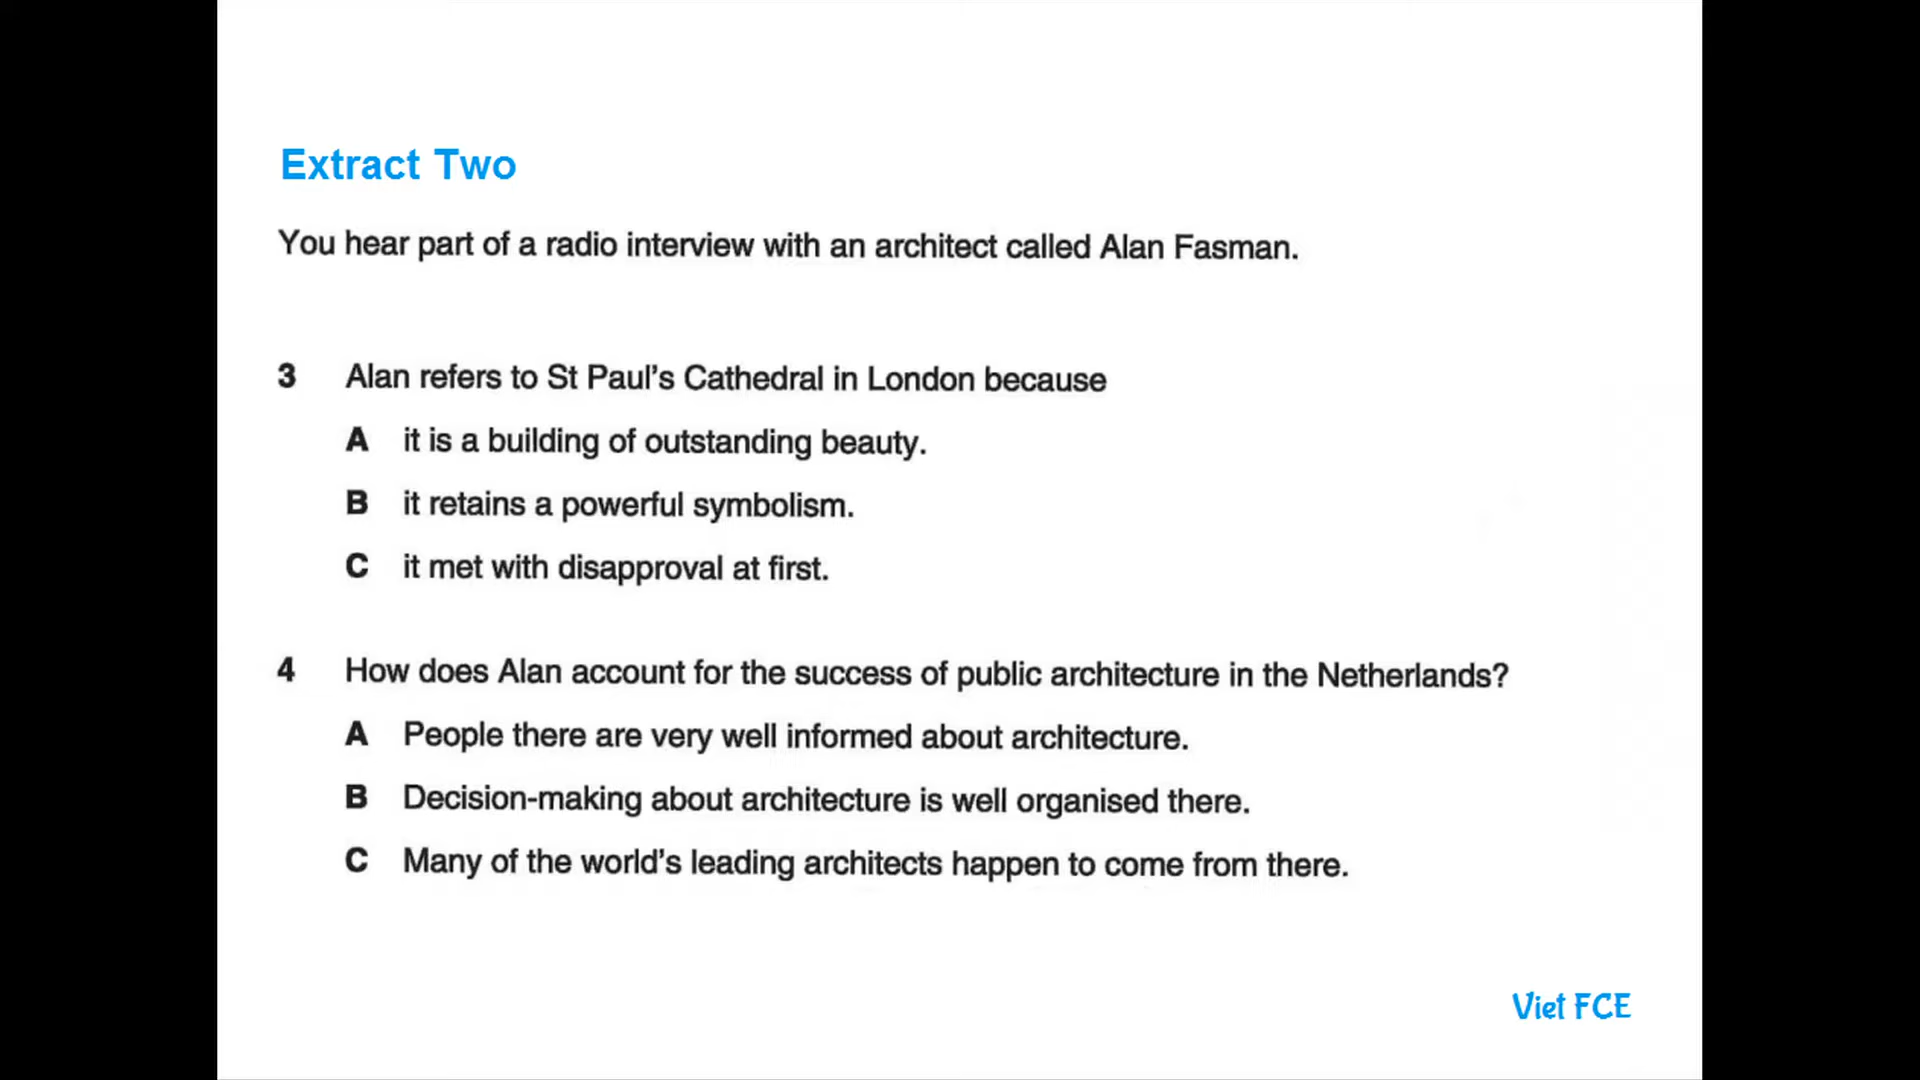 Extract Two
You hear part of a radio interview with an architect called Alan Fasman.
3 Alan refers to St Paul's Cathedral in London because
A it is a building of outstanding beauty.
B it retains a powerful symbolism.
C it met with disapproval at first.
4 How does Alan account for the success of public architecture in the Netherlands?
A People there are very well informed about architecture.
B Decision-making about architecture is well organised there.
C Many of the world's leading architects happen to come from there.
Viet FCE